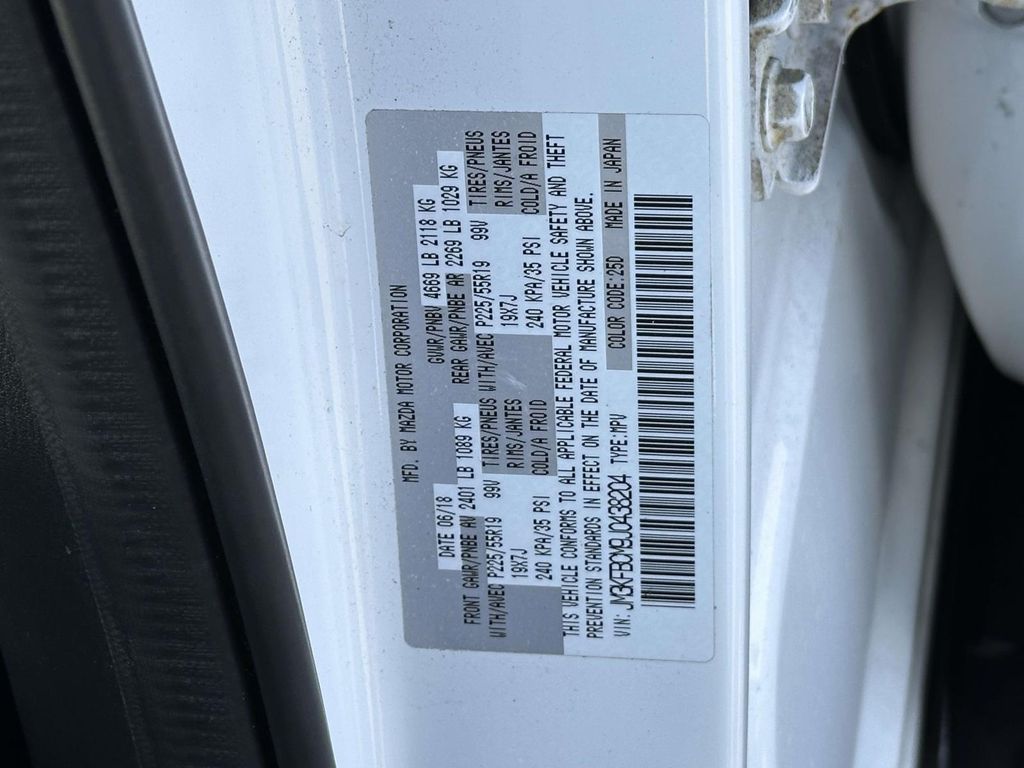 MFD. BY MAZDA MOTOR CORPORATION
DATE 06/18 GVWR/PNBV 4669 LB 2118 KG
FRONT GAWR/PNBE AV 2401 LB 1089 KG REAR GAWR/PNBE AR 2269 LB 1029 KG
WITH/AVEC P225/55R19 99V TIRES/PNEUS WITH/AVEC P225/55R19 99V TIRES/PNEUS
19X7J RIMS/JANTES 19X7J RIMS/JANTES
240 KPA/35 PSI COLD/A FROID 240 KPA/35 PSI COLD/A FROID
THIS VEHICLE CONFORMS TO ALL APPLICABLE FEDERAL MOTOR VEHICLE SAFETY AND THEFT
PREVENTION STANDARDS IN EFFECT ON THE DATE OF MANUFACTURE SHOWN ABOVE.
VIN: JM3KFBCM9J0438204 TYPE:MPV COLOR CODE:25D MADE IN JAPAN